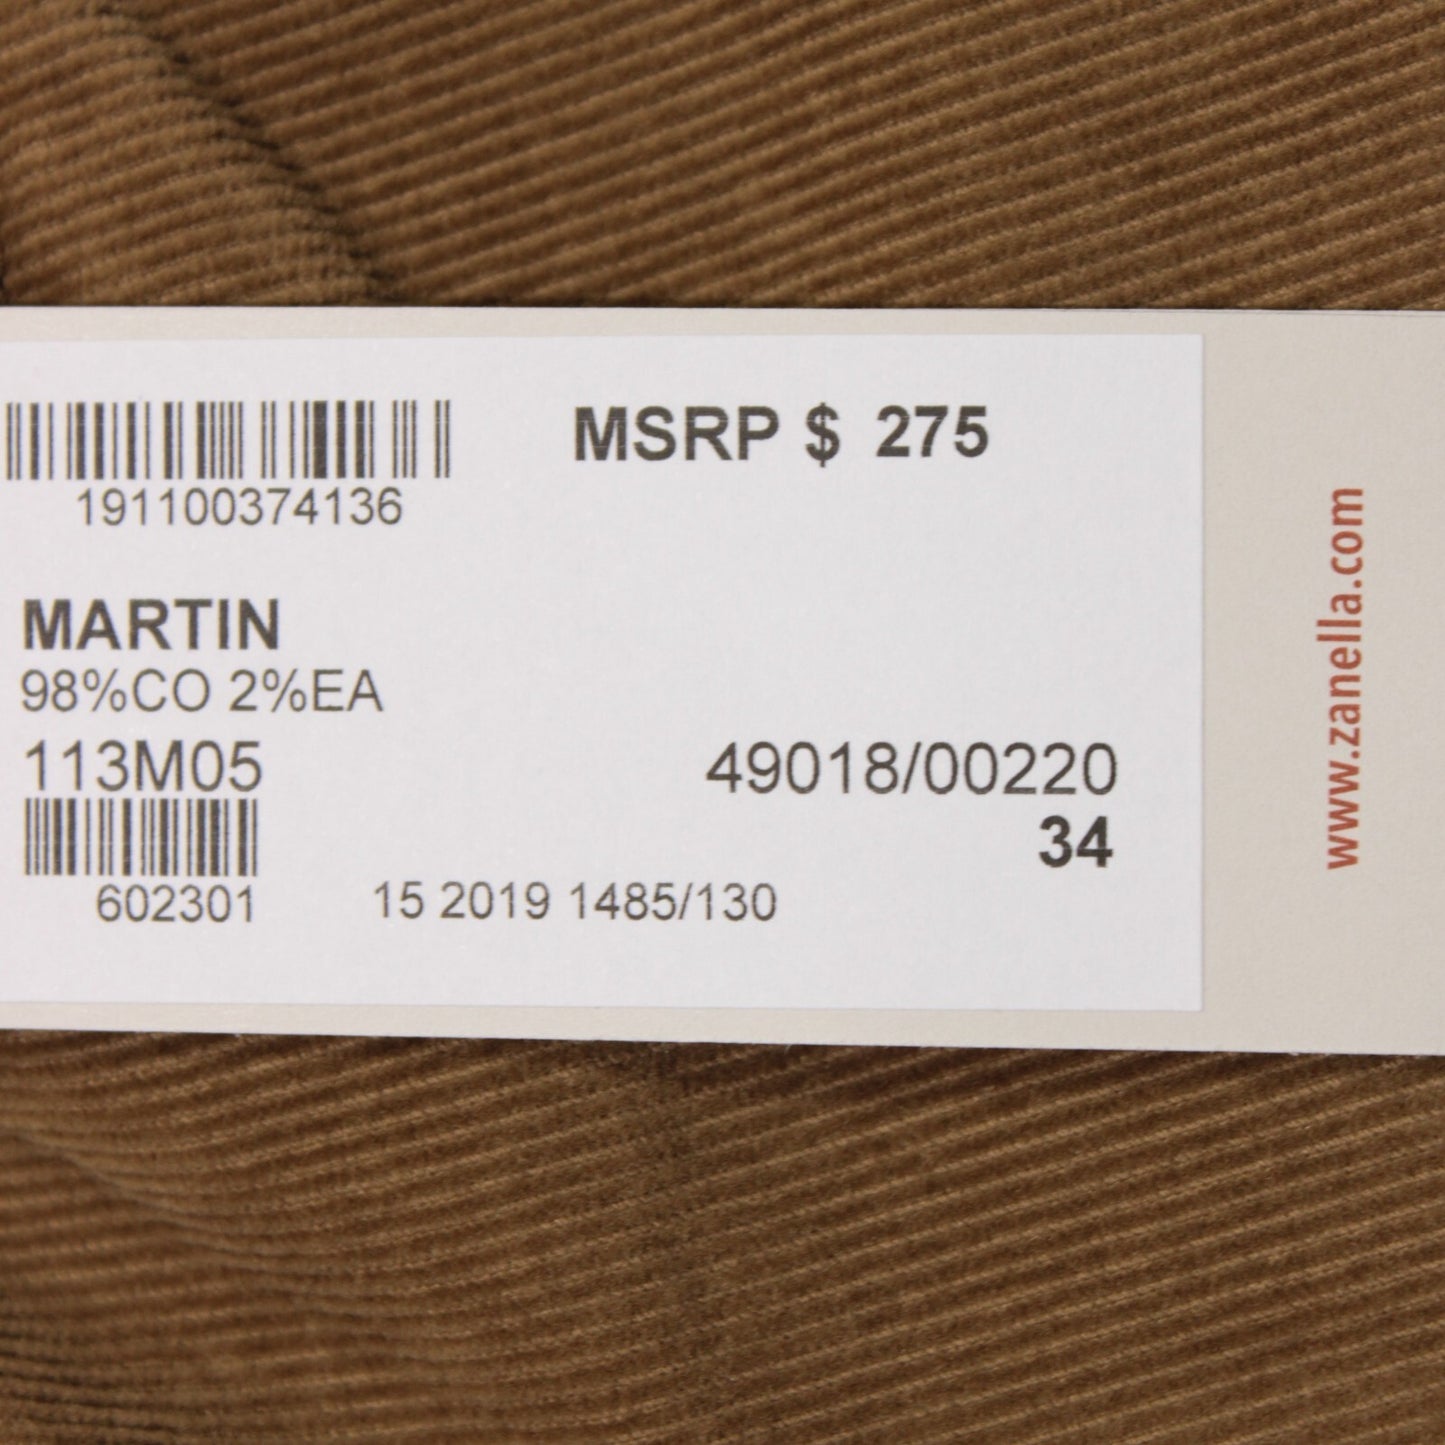 MSRP $ 275
191100374136
MARTIN
98%CO 2%EA
113M05
49018/00220
34
602301
15 2019 1485/130
www.zanella.com